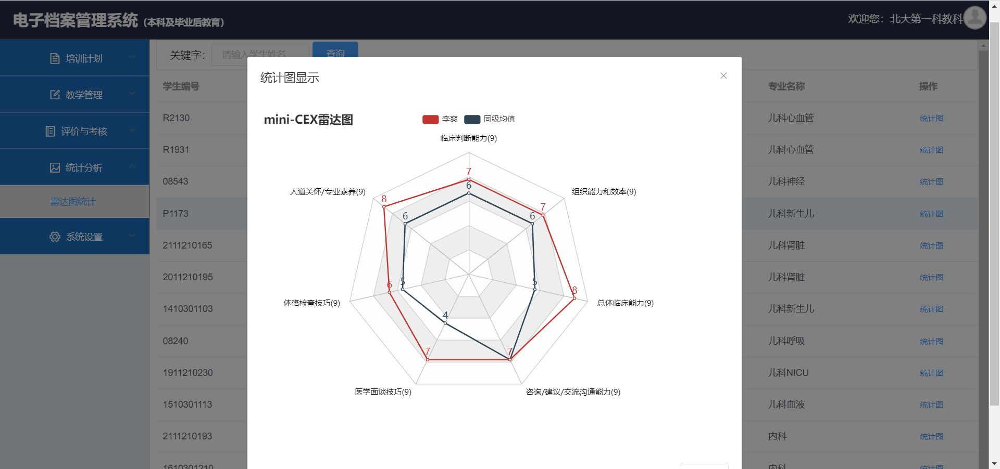 电子档案管理系统 (本科及毕业后教育)
欢迎您：北大第一科教科
培训计划
教学管理
评价与考核
统计分析
雷达图统计
系统设置
关键字：
请输入学生姓名
查询
学生编号 专业名称 操作
R2130 儿科心血管 统计图
R1931 儿科心血管 统计图
08543 儿科神经 统计图
P1173 儿科新生儿 统计图
2111210165 儿科肾脏 统计图
2011210195 儿科肾脏 统计图
1410301103 儿科新生儿 统计图
08240 儿科呼吸 统计图
1911210230 儿科NICU 统计图
1510301113 儿科血液 统计图
2111210193 内科 统计图
1610301210 内科 统计图
统计图显示
mini-CEX雷达图
李爽 同级均值
临床判断能力(9)
人道关怀/专业素养(9)
组织能力和效率(9)
体格检查技巧(9)
总体临床能力(9)
医学面谈技巧(9)
咨询/建议/交流沟通能力(9)
7
6
8
6
6
7
6
5
5
8
4
7
7